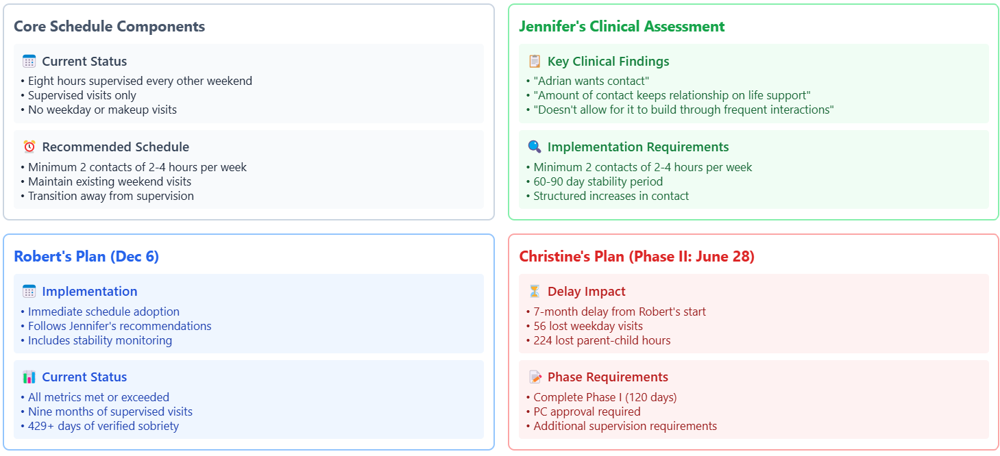 Core Schedule Components
Current Status
• Eight hours supervised every other weekend
• Supervised visits only
• No weekday or makeup visits
Recommended Schedule
• Minimum 2 contacts of 2-4 hours per week
• Maintain existing weekend visits
• Transition away from supervision
Jennifer's Clinical Assessment
Key Clinical Findings
• "Adrian wants contact"
• "Amount of contact keeps relationship on life support"
• "Doesn't allow for it to build through frequent interactions"
Implementation Requirements
• Minimum 2 contacts of 2-4 hours per week
• 60-90 day stability period
• Structured increases in contact
Robert's Plan (Dec 6)
Implementation
• Immediate schedule adoption
• Follows Jennifer's recommendations
• Includes stability monitoring
Current Status
• All metrics met or exceeded
• Nine months of supervised visits
• 429+ days of verified sobriety
Christine's Plan (Phase II: June 28)
Delay Impact
• 7-month delay from Robert's start
• 56 lost weekday visits
• 224 lost parent-child hours
Phase Requirements
• Complete Phase I (120 days)
• PC approval required
• Additional supervision requirements